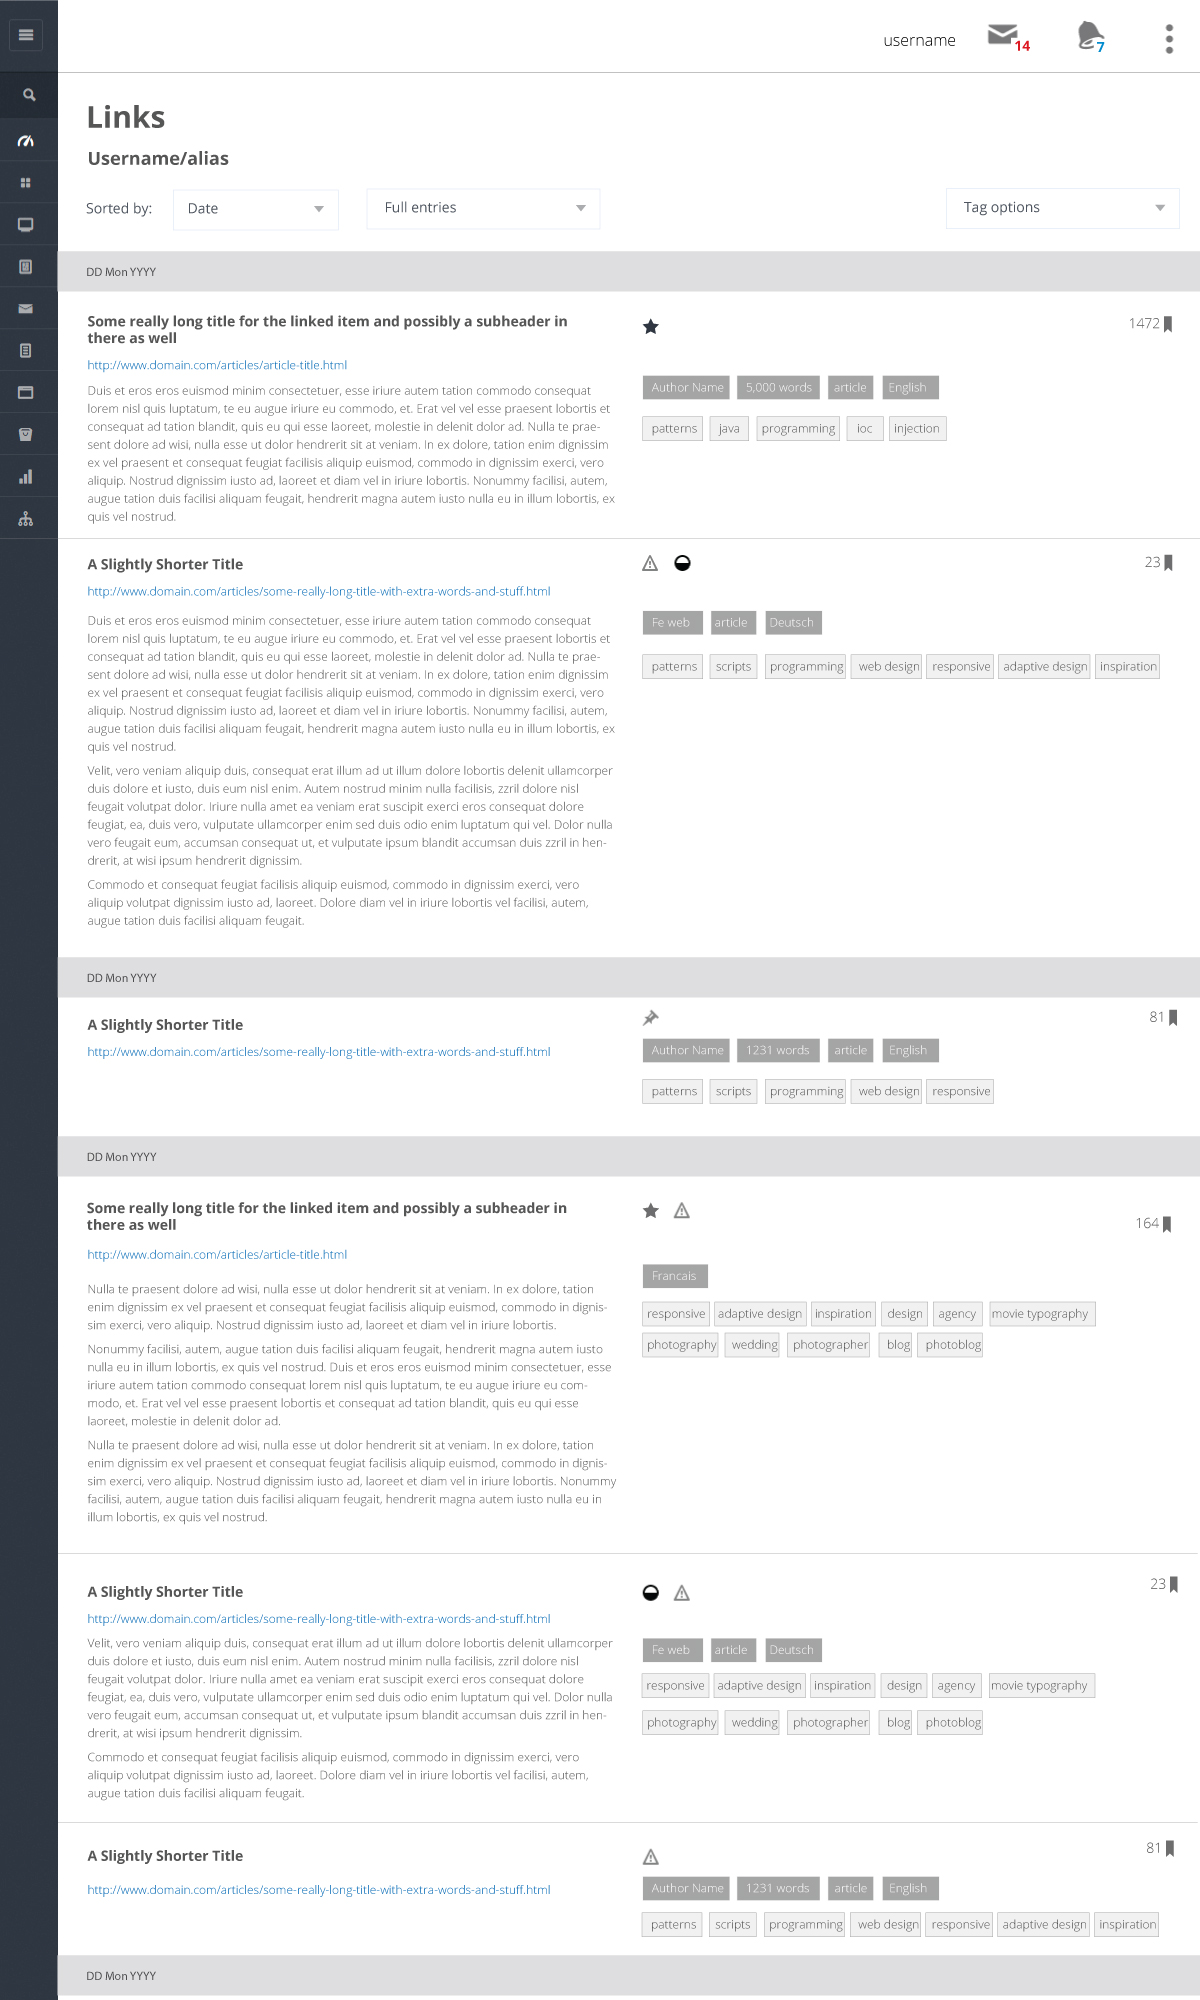 username
14
7
Links
Username/alias
Sorted by:
Date
Full entries
Tag options
DD Mon YYYY
Some really long title for the linked item and possibly a subheader in
there as well
1472
http://www.domain.com/articles/article-title.html
Duis et eros eros euismod minim consectetuer, esse iriure autem tation commodo consequat
lorem nisl quis luptatum, te eu augue iriure eu commodo, et. Erat vel vel esse praesent lobortis et
consequat ad tation blandit, quis eu qui esse laoreet, molestie in delenit dolor ad. Nulla te prae-
sent dolore ad wisi, nulla esse ut dolor hendrerit sit at veniam. In ex dolore, tation enim dignissim
ex vel praesent et consequat feugiat facilisis aliquip euismod, commodo in dignissim exerci, vero
aliquip. Nostrud dignissim iusto ad, laoreet et diam vel in iriure lobortis. Nonummy facilisi, autem,
augue tation duis facilisi aliquam feugait, hendrerit magna autem iusto nulla eu in illum lobortis, ex
quis vel nostrud.
Author Name 5,000 words article English
patterns java programming ioc injection
A Slightly Shorter Title
23
http://www.domain.com/articles/some-really-long-title-with-extra-words-and-stuff.html
Duis et eros eros euismod minim consectetuer, esse iriure autem tation commodo consequat
lorem nisl quis luptatum, te eu augue iriure eu commodo, et. Erat vel vel esse praesent lobortis et
consequat ad tation blandit, quis eu qui esse laoreet, molestie in delenit dolor ad. Nulla te prae-
sent dolore ad wisi, nulla esse ut dolor hendrerit sit at veniam. In ex dolore, tation enim dignissim
ex vel praesent et consequat feugiat facilisis aliquip euismod, commodo in dignissim exerci, vero
aliquip. Nostrud dignissim iusto ad, laoreet et diam vel in iriure lobortis. Nonummy facilisi, autem,
augue tation duis facilisi aliquam feugait, hendrerit magna autem iusto nulla eu in illum lobortis, ex
quis vel nostrud.
Velit, vero veniam aliquip duis, consequat erat illum ad ut illum dolore lobortis delenit ullamcorper
duis dolore et iusto, duis eum nisl enim. Autem nostrud minim nulla facilisis, zzril dolore nisl
feugait volutpat dolor. Iriure nulla amet ea veniam erat suscipit exerci eros consequat dolore
feugiat, ea, duis vero, vulputate ullamcorper enim sed duis odio enim luptatum qui vel. Dolor nulla
vero feugait eum, accumsan consequat ut, et vulputate ipsum blandit accumsan duis zzril in hen-
drerit, at wisi ipsum hendrerit dignissim.
Commodo et consequat feugiat facilisis aliquip euismod, commodo in dignissim exerci, vero
aliquip volutpat dignissim iusto ad, laoreet. Dolore diam vel in iriure lobortis vel facilisi, autem,
augue tation duis facilisi aliquam feugait.
Fe web article Deutsch
patterns scripts programming web design responsive adaptive design inspiration
DD Mon YYYY
A Slightly Shorter Title
81
http://www.domain.com/articles/some-really-long-title-with-extra-words-and-stuff.html
Author Name 1231 words article English
patterns scripts programming web design responsive
DD Mon YYYY
Some really long title for the linked item and possibly a subheader in
there as well
164
http://www.domain.com/articles/article-title.html
Nulla te praesent dolore ad wisi, nulla esse ut dolor hendrerit sit at veniam. In ex dolore, tation
enim dignissim ex vel praesent et consequat feugiat facilisis aliquip euismod, commodo in dignis-
sim exerci, vero aliquip. Nostrud dignissim iusto ad, laoreet et diam vel in iriure lobortis.
Nonummy facilisi, autem, augue tation duis facilisi aliquam feugait, hendrerit magna autem iusto
nulla eu in illum lobortis, ex quis vel nostrud. Duis et eros eros euismod minim consectetuer, esse
iriure autem tation commodo consequat lorem nisl quis luptatum, te eu augue iriure eu com-
modo, et. Erat vel vel esse praesent lobortis et consequat ad tation blandit, quis eu qui esse
laoreet, molestie in delenit dolor ad.
Nulla te praesent dolore ad wisi, nulla esse ut dolor hendrerit sit at veniam. In ex dolore, tation
enim dignissim ex vel praesent et consequat feugiat facilisis aliquip euismod, commodo in dignis-
sim exerci, vero aliquip. Nostrud dignissim iusto ad, laoreet et diam vel in iriure lobortis. Nonummy
facilisi, autem, augue tation duis facilisi aliquam feugait, hendrerit magna autem iusto nulla eu in
illum lobortis, ex quis vel nostrud.
Francais
responsive adaptive design inspiration design agency movie typography
photography wedding photographer blog photoblog
A Slightly Shorter Title
23
http://www.domain.com/articles/some-really-long-title-with-extra-words-and-stuff.html
Velit, vero veniam aliquip duis, consequat erat illum ad ut illum dolore lobortis delenit ullamcorper
duis dolore et iusto, duis eum nisl enim. Autem nostrud minim nulla facilisis, zzril dolore nisl
feugait volutpat dolor. Iriure nulla amet ea veniam erat suscipit exerci eros consequat dolore
feugiat, ea, duis vero, vulputate ullamcorper enim sed duis odio enim luptatum qui vel. Dolor nulla
vero feugait eum, accumsan consequat ut, et vulputate ipsum blandit accumsan duis zzril in hen-
drerit, at wisi ipsum hendrerit dignissim.
Commodo et consequat feugiat facilisis aliquip euismod, commodo in dignissim exerci, vero
aliquip volutpat dignissim iusto ad, laoreet. Dolore diam vel in iriure lobortis vel facilisi, autem,
augue tation duis facilisi aliquam feugait.
Fe web article Deutsch
responsive adaptive design inspiration design agency movie typography
photography wedding photographer blog photoblog
A Slightly Shorter Title
81
http://www.domain.com/articles/some-really-long-title-with-extra-words-and-stuff.html
Author Name 1231 words article English
patterns scripts programming web design responsive adaptive design inspiration
DD Mon YYYY